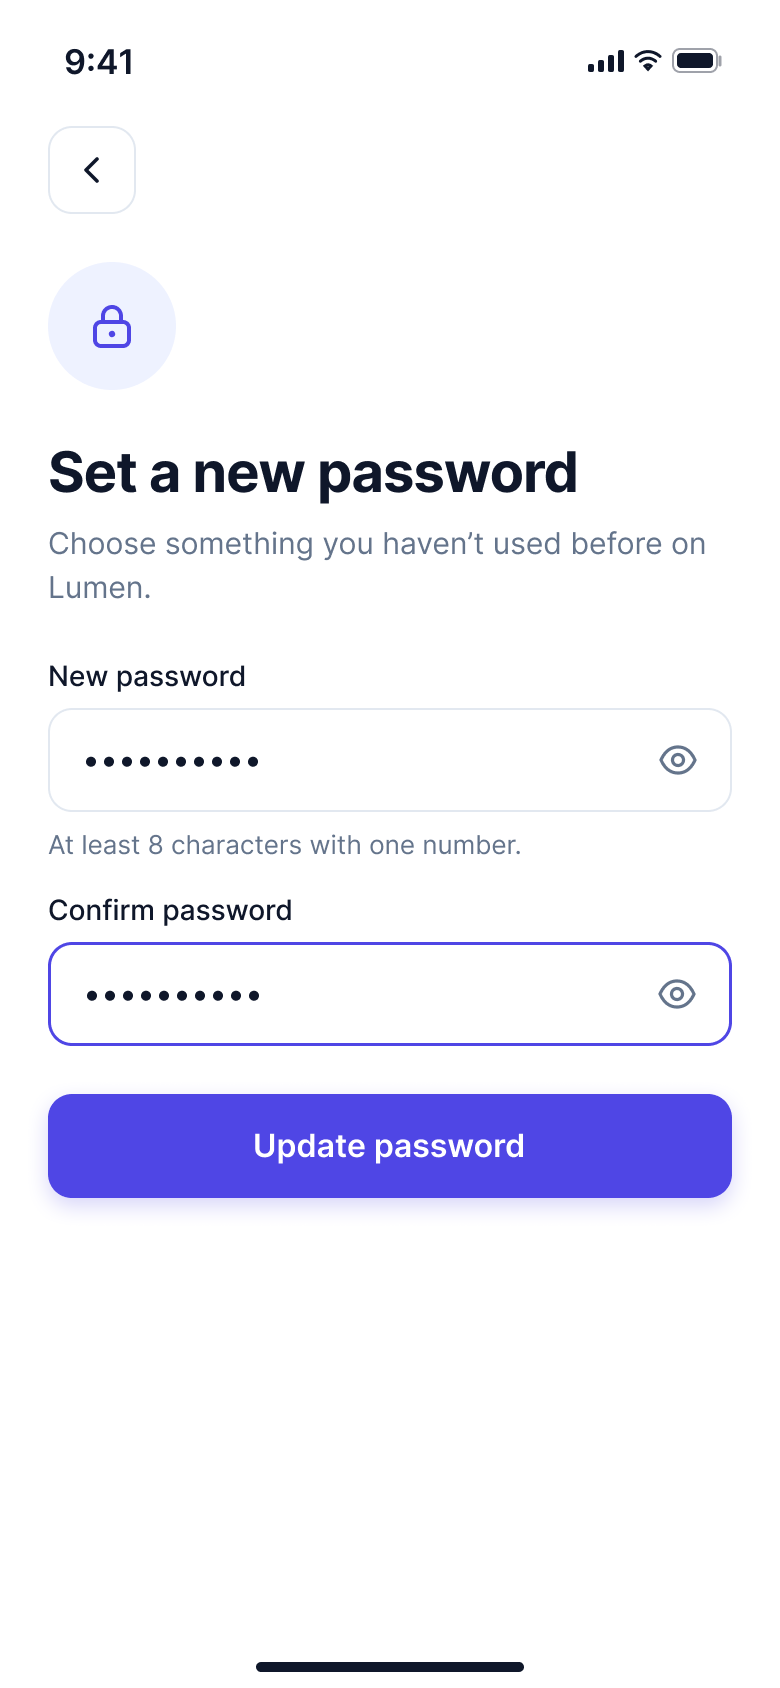 9:41
Set a new password
Choose something you haven’t used before on
Lumen.
New password
••••••••••
At least 8 characters with one number.
Confirm password
••••••••••
Update password